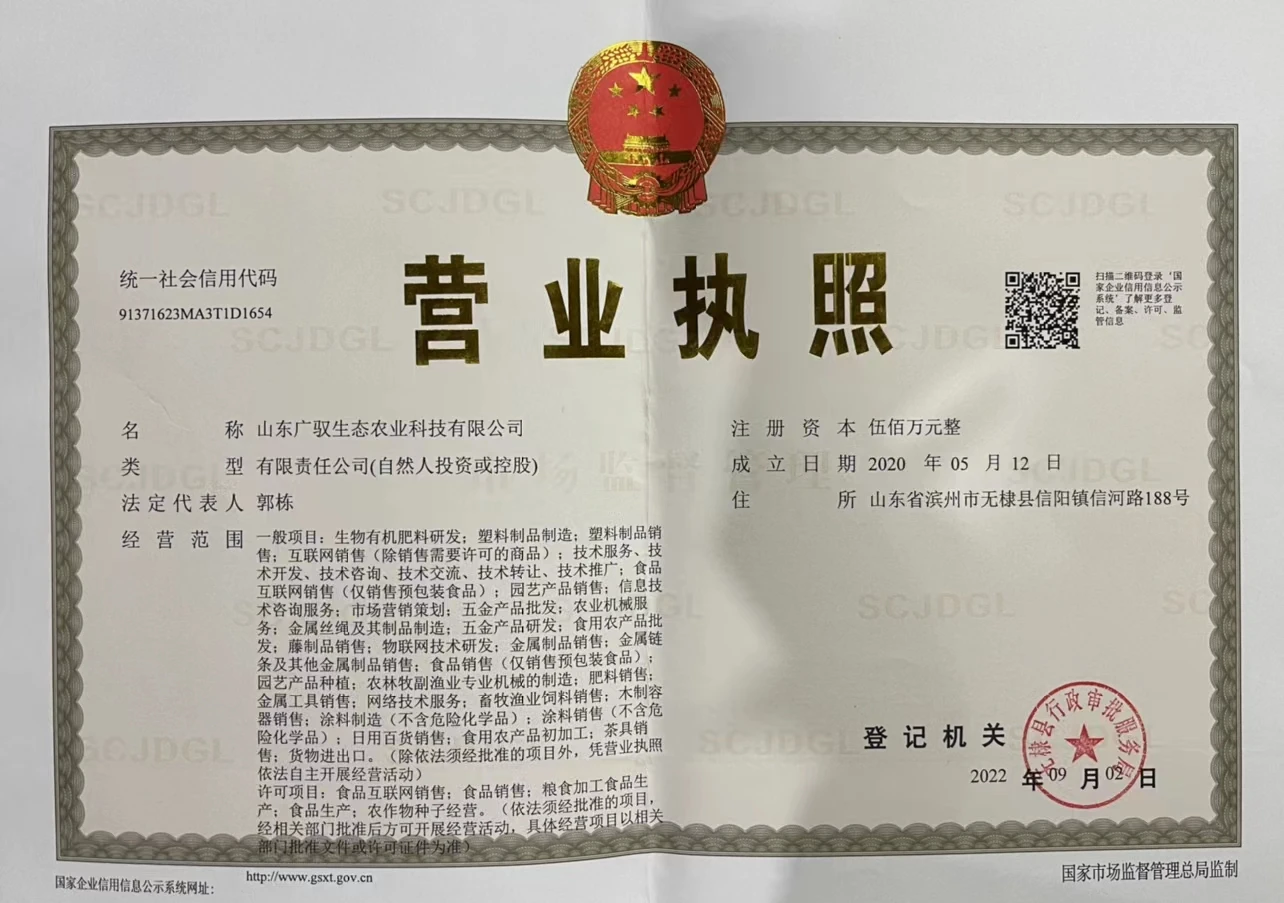 营业执照
统一社会信用代码
91371623MA3T1D1654
扫描二维码登录‘国
家企业信用信息公示
系统’了解更多登
记、备案、许可、监
管信息
名称 山东广驭生态农业科技有限公司
类型 有限责任公司(自然人投资或控股)
法定代表人 郭栋
经营范围 一般项目：生物有机肥料研发；塑料制品制造；塑料制品销
售；互联网销售（除销售需要许可的商品）；技术服务、技
术开发、技术咨询、技术交流、技术转让、技术推广；食品
互联网销售（仅销售预包装食品）；园艺产品销售；信息技
术咨询服务；市场营销策划；五金产品批发；农业机械服
务；金属丝绳及其制品制造；五金产品研发；食用农产品批
发；藤制品销售；物联网技术研发；金属制品销售；金属链
条及其他金属制品销售；食品销售（仅销售预包装食品）；
园艺产品种植；农林牧副渔业专业机械的制造；肥料销售；
金属工具销售；网络技术服务；畜牧渔业饲料销售；木制容
器销售；涂料制造（不含危险化学品）；涂料销售（不含危
险化学品）；日用百货销售；食用农产品初加工；茶具销
售；货物进出口。（除依法须经批准的项目外，凭营业执照
依法自主开展经营活动）
许可项目：食品互联网销售；食品销售；粮食加工食品生
产；食品生产；农作物种子经营。（依法须经批准的项目，
经相关部门批准后方可开展经营活动，具体经营项目以相关
部门批准文件或许可证件为准）
注册资本 伍佰万元整
成立日期 2020 年 05 月 12 日
住所 山东省滨州市无棣县信阳镇信河路188号
登记机关
无棣县行政审批服务局
2022 年 09 月 02 日
国家企业信用信息公示系统网址：
http://www.gsxt.gov.cn
国家市场监督管理总局监制
SCJDGL
市场监督管理